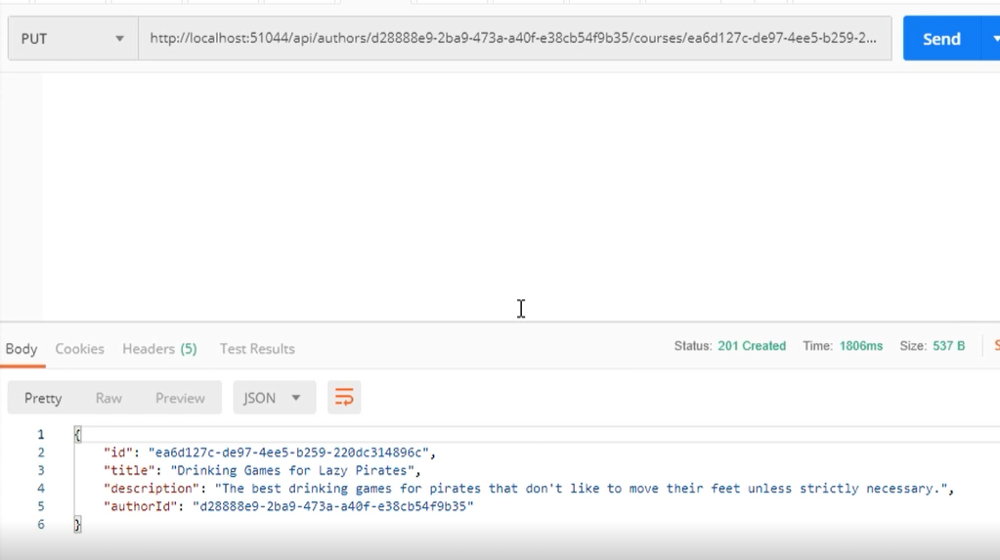 PUT
http://localhost:51044/api/authors/d28888e9-2ba9-473a-a40f-e38cb54f9b35/courses/ea6d127c-de97-4ee5-b259-2...
Send
Body Cookies Headers (5) Test Results
Status: 201 Created Time: 1806ms Size: 537 B
Pretty Raw Preview JSON
1 {
2 "id": "ea6d127c-de97-4ee5-b259-220dc314896c",
3 "title": "Drinking Games for Lazy Pirates",
4 "description": "The best drinking games for pirates that don't like to move their feet unless strictly necessary.",
5 "authorId": "d28888e9-2ba9-473a-a40f-e38cb54f9b35"
6 }